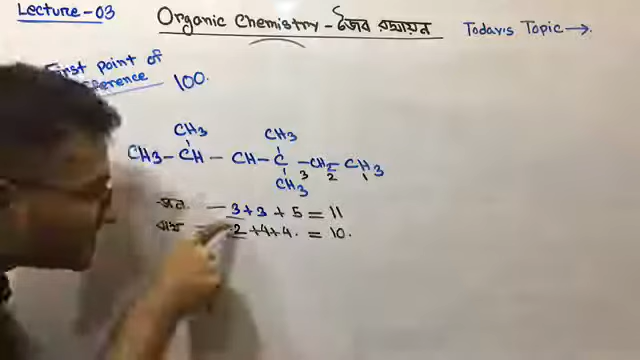 Lecture-03
Organic Chemistry - জৈব রসায়ন
Today's Topic →
First point of
100.
CH3 CH3
CH3 - CH - CH - C - CH2 - CH3
3 2 1
CH3
ডান - 3+3+5 = 11
বাম 2+4+4. = 10.